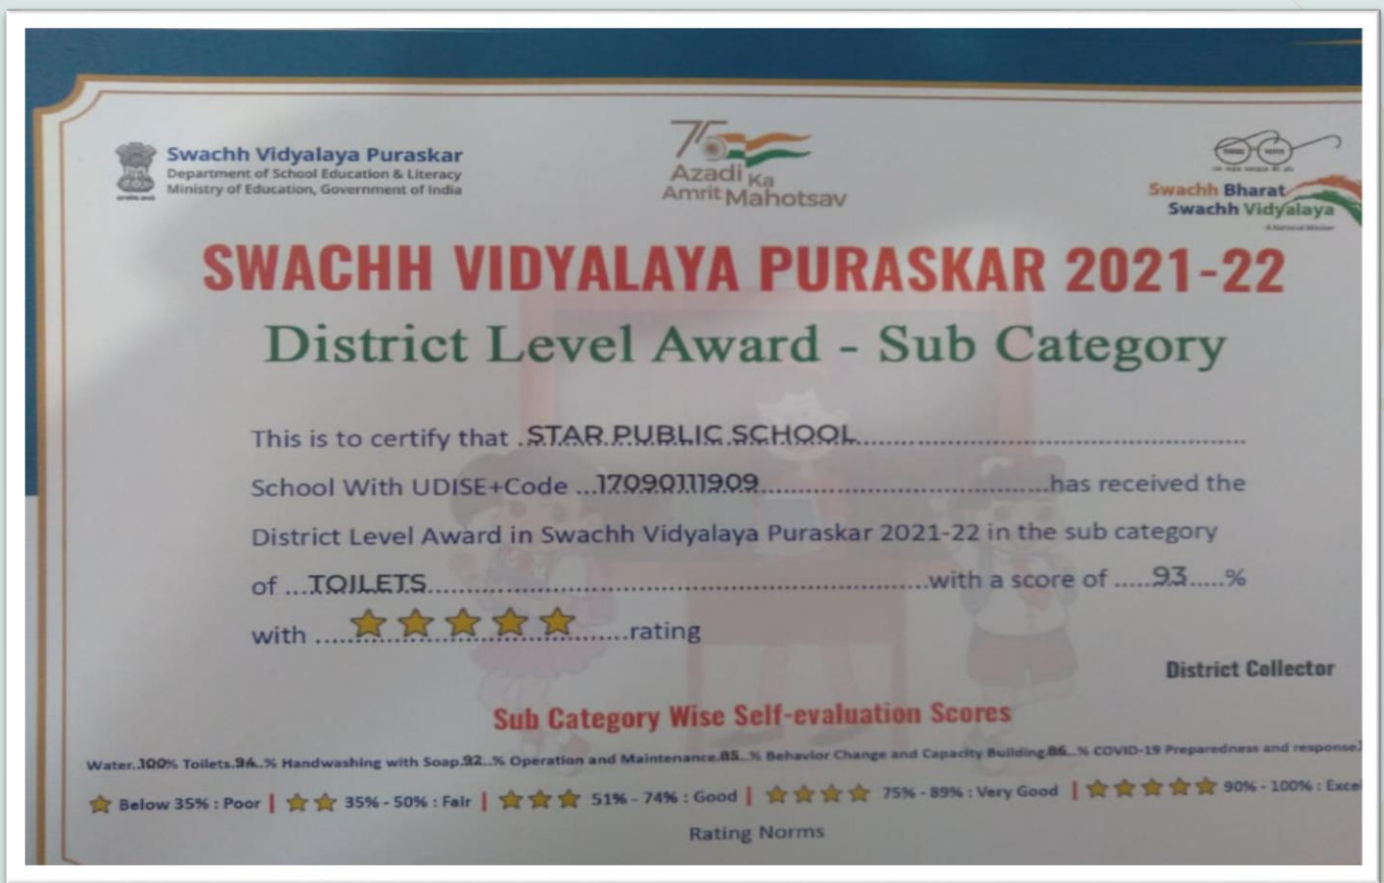 Swachh Vidyalaya Puraskar
Department of School Education & Literacy
Ministry of Education, Government of India
75
Azadi Ka
Amrit Mahotsav
Swachh Bharat
Swachh Vidyalaya
A National Mission
SWACHH VIDYALAYA PURASKAR 2021-22
District Level Award - Sub Category
This is to certify that .STAR PUBLIC SCHOOL..............................
School With UDISE+Code ...17090111909..............................has received the
District Level Award in Swachh Vidyalaya Puraskar 2021-22 in the sub category
of ...TOILETS..............................with a score of .....93.....%
with ..............................rating
District Collector
Sub Category Wise Self-evaluation Scores
Water..100% Toilets.94..% Handwashing with Soap.92..% Operation and Maintenance.85..% Behavior Change and Capacity Building.86..% COVID-19 Preparedness and response.
Below 35% : Poor | 35% - 50% : Fair | 51% - 74% : Good | 75% - 89% : Very Good | 90% - 100% : Exce
Rating Norms